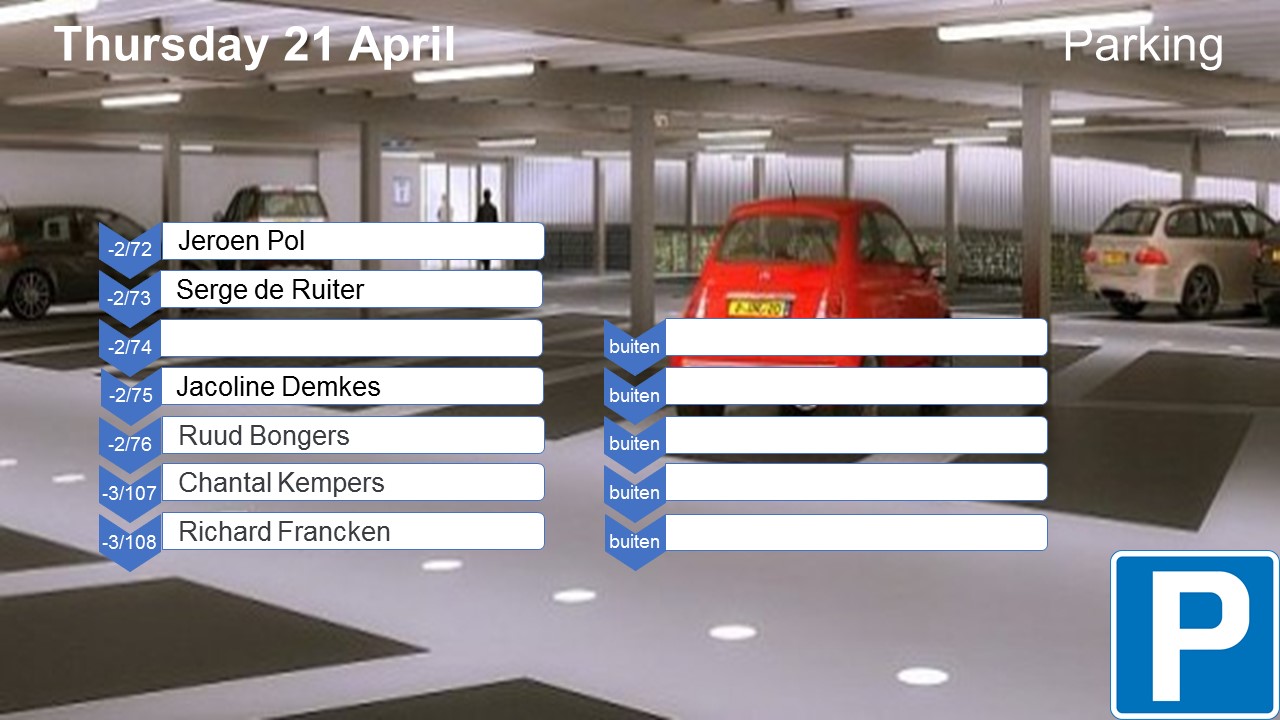 Thursday 21 April
Parking
-2/72 Jeroen Pol
-2/73 Serge de Ruiter
-2/74
-2/75 Jacoline Demkes
-2/76 Ruud Bongers
-3/107 Chantal Kempers
-3/108 Richard Francken
buiten
buiten
buiten
buiten
buiten
P